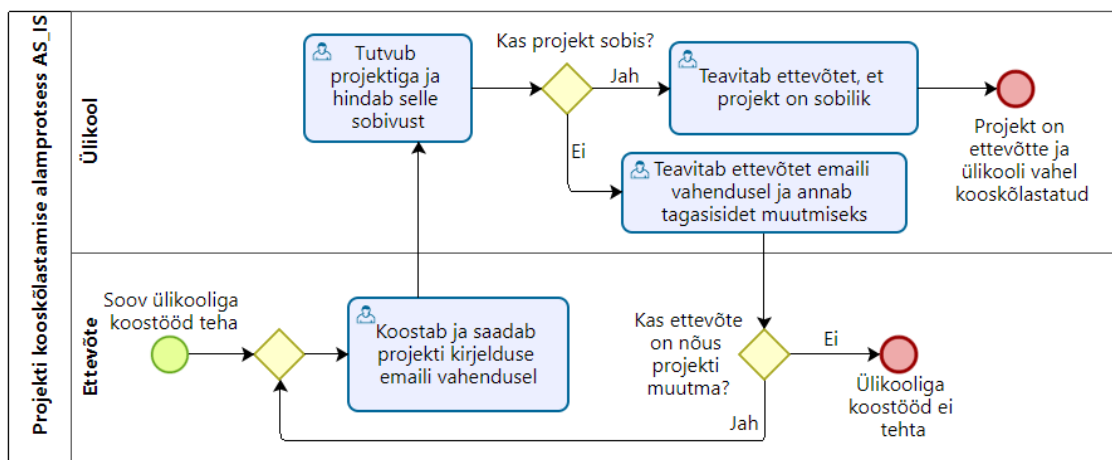 Projekti kooskõlastamise alamprotsess AS_IS
Ülikool
Tutvub
projektiga ja
hindab selle
sobivust
Kas projekt sobis?
Jah
Teavitab ettevõtet, et
projekt on sobilik
Projekt on
ettevõtte ja
ülikooli vahel
kooskõlastatud
Ei
Teavitab ettevõtet emaili
vahendusel ja annab
tagasisidet muutmiseks
Ettevõte
Soov ülikooliga
koostööd teha
Koostab ja saadab
projekti kirjelduse
emaili vahendusel
Kas ettevõte
on nõus
projekti
muutma?
Ei
Ülikooliga
koostööd ei
tehta
Jah